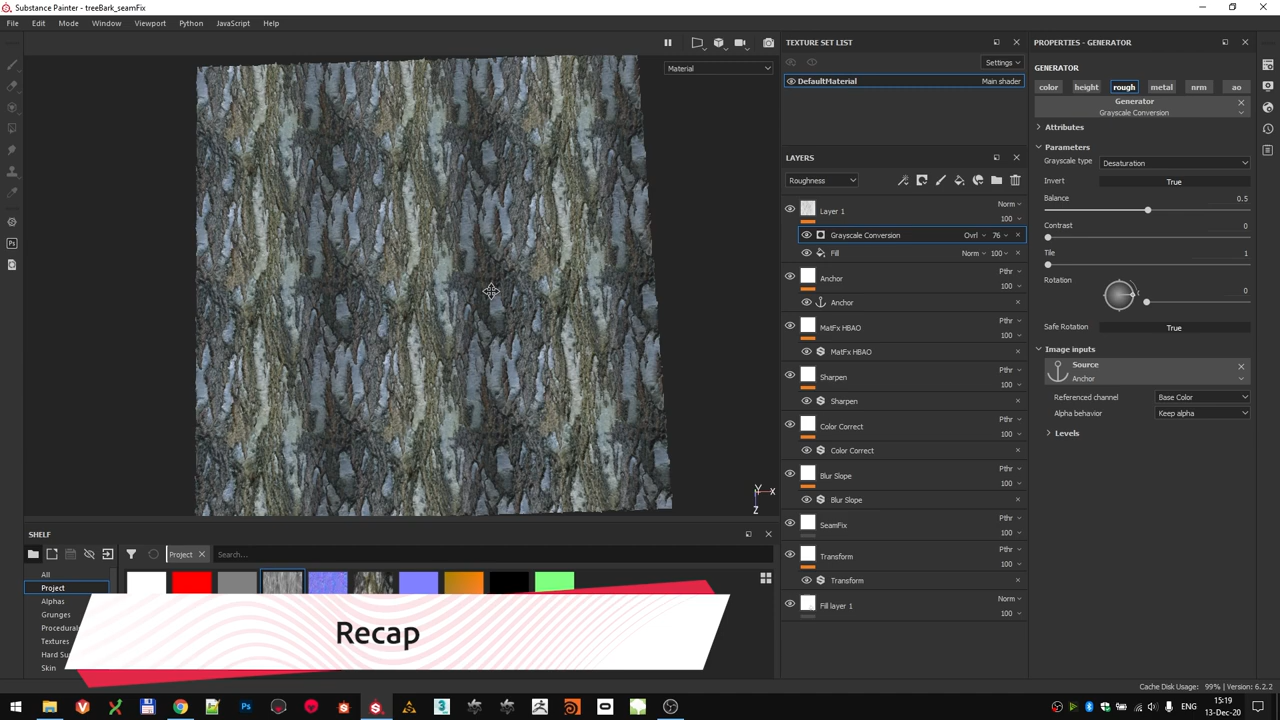 Substance Painter - treeBark_seamFix
File Edit Mode Window Viewport Python JavaScript Help
Material
TEXTURE SET LIST
Settings
DefaultMaterial Main shader
LAYERS
Roughness
Layer 1 Norm 100
Grayscale Conversion Ovrl 76
Fill Norm 100
Anchor Pthr 100
Anchor
MatFx HBAO Pthr 100
MatFx HBAO
Sharpen Pthr 100
Sharpen
Color Correct Pthr 100
Color Correct
Blur Slope Pthr 100
Blur Slope
SeamFix Pthr 100
Transform Pthr 100
Transform
Fill layer 1 Norm 100
PROPERTIES - GENERATOR
GENERATOR
color height rough metal nrm ao
Generator
Grayscale Conversion
Attributes
Parameters
Grayscale type Desaturation
Invert True
Balance 0.5
Contrast 0
Tile 1
Rotation 0
Safe Rotation True
Image inputs
Source
Anchor
Referenced channel Base Color
Alpha behavior Keep alpha
Levels
Y
X
Z
SHELF
Project Search...
All
Project
Alphas
Grunges
Procedural
Textures
Hard Su
Skin
Recap
Cache Disk Usage: 99% | Version: 6.2.2
ENG
15:19
13-Dec-20